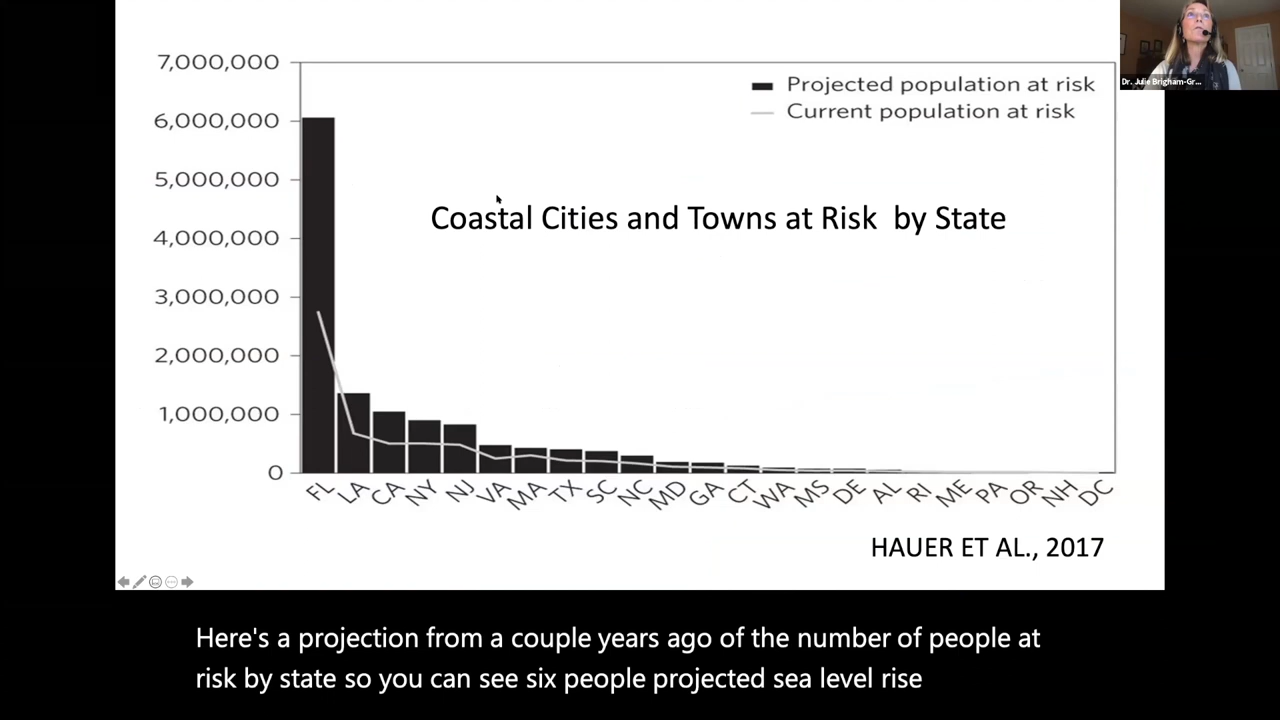 7,000,000
6,000,000
5,000,000
4,000,000
3,000,000
2,000,000
1,000,000
0
Projected population at risk
Current population at risk
Coastal Cities and Towns at Risk by State
FL LA CA NY NJ VA MA TX SC NC MD GA CT WA MS DE AL RI ME PA OR NH DC
HAUER ET AL., 2017
Dr. Julie Brigham-Gr...
Here's a projection from a couple years ago of the number of people at
risk by state so you can see six people projected sea level rise